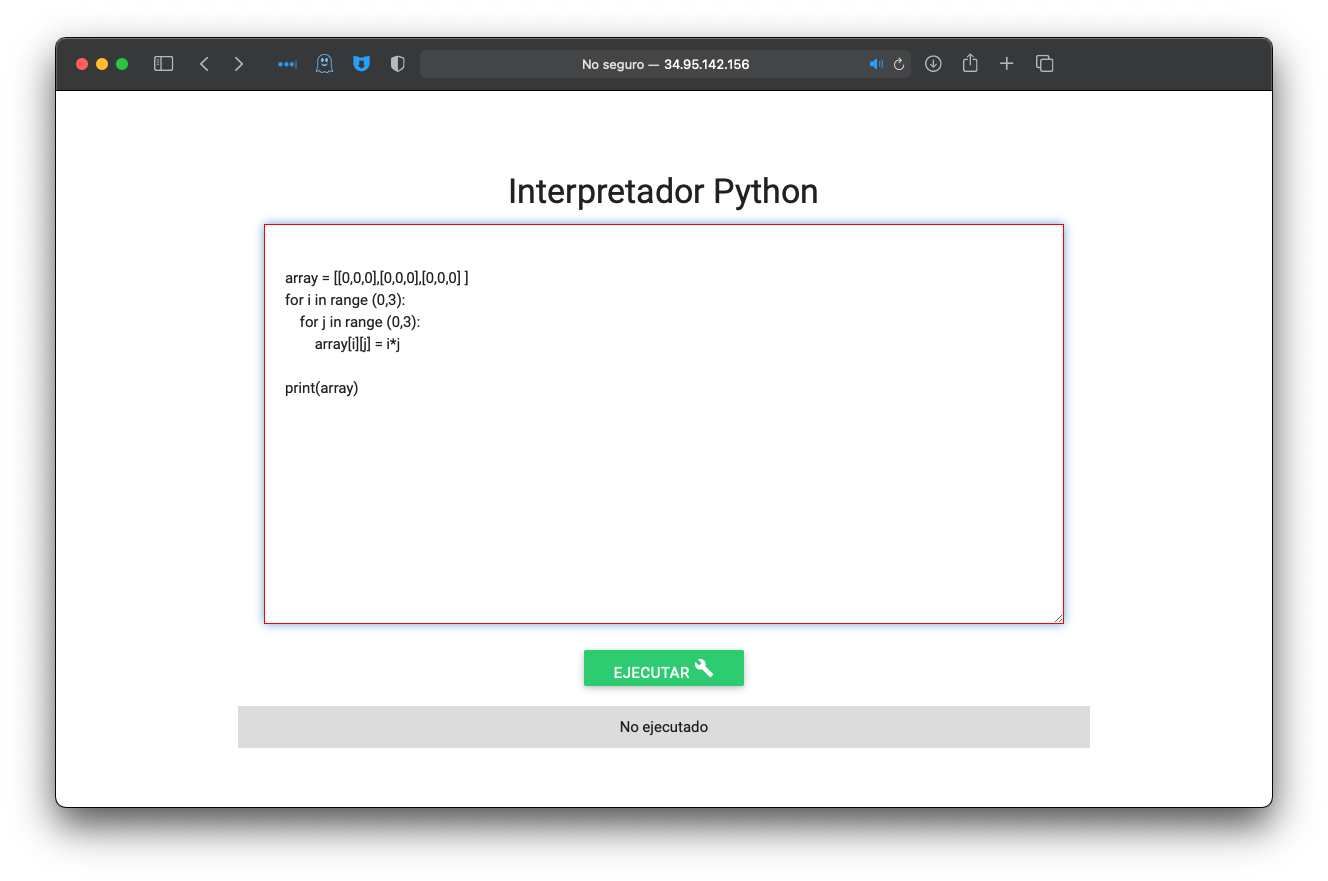 No seguro — 34.95.142.156
Interpretador Python
array = [[0,0,0],[0,0,0],[0,0,0] ]
for i in range (0,3):
    for j in range (0,3):
        array[i][j] = i*j
print(array)
EJECUTAR
No ejecutado